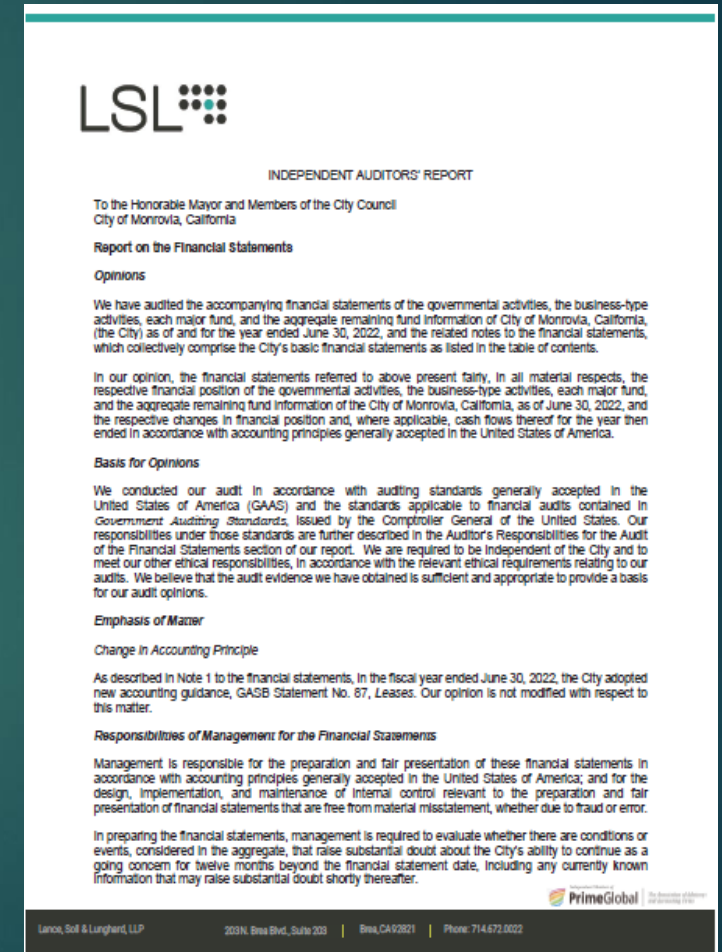 LSL
INDEPENDENT AUDITORS' REPORT
To the Honorable Mayor and Members of the City Council
City of Monrovia, California
Report on the Financial Statements
Opinions
We have audited the accompanying financial statements of the governmental activities, the business-type
activities, each major fund, and the aggregate remaining fund information of City of Monrovia, California,
(the City) as of and for the year ended June 30, 2022, and the related notes to the financial statements,
which collectively comprise the City's basic financial statements as listed in the table of contents.
In our opinion, the financial statements referred to above present fairly, in all material respects, the
respective financial position of the governmental activities, the business-type activities, each major fund,
and the aggregate remaining fund information of the City of Monrovia, California, as of June 30, 2022, and
the respective changes in financial position and, where applicable, cash flows thereof for the year then
ended in accordance with accounting principles generally accepted in the United States of America.
Basis for Opinions
We conducted our audit in accordance with auditing standards generally accepted in the
United States of America (GAAS) and the standards applicable to financial audits contained in
Government Auditing Standards, issued by the Comptroller General of the United States. Our
responsibilities under those standards are further described in the Auditor's Responsibilities for the Audit
of the Financial Statements section of our report. We are required to be independent of the City and to
meet our other ethical responsibilities, in accordance with the relevant ethical requirements relating to our
audits. We believe that the audit evidence we have obtained is sufficient and appropriate to provide a basis
for our audit opinions.
Emphasis of Matter
Change in Accounting Principle
As described in Note 1 to the financial statements, in the fiscal year ended June 30, 2022, the City adopted
new accounting guidance, GASB Statement No. 87, Leases. Our opinion is not modified with respect to
this matter.
Responsibilities of Management for the Financial Statements
Management is responsible for the preparation and fair presentation of these financial statements in
accordance with accounting principles generally accepted in the United States of America; and for the
design, implementation, and maintenance of internal control relevant to the preparation and fair
presentation of financial statements that are free from material misstatement, whether due to fraud or error.
In preparing the financial statements, management is required to evaluate whether there are conditions or
events, considered in the aggregate, that raise substantial doubt about the City's ability to continue as a
going concern for twelve months beyond the financial statement date, including any currently known
information that may raise substantial doubt shortly thereafter.
PrimeGlobal
Lance, Soll & Lunghard, LLP 203 N. Brea Blvd., Suite 203 | Brea, CA 92821 | Phone: 714.672.0022